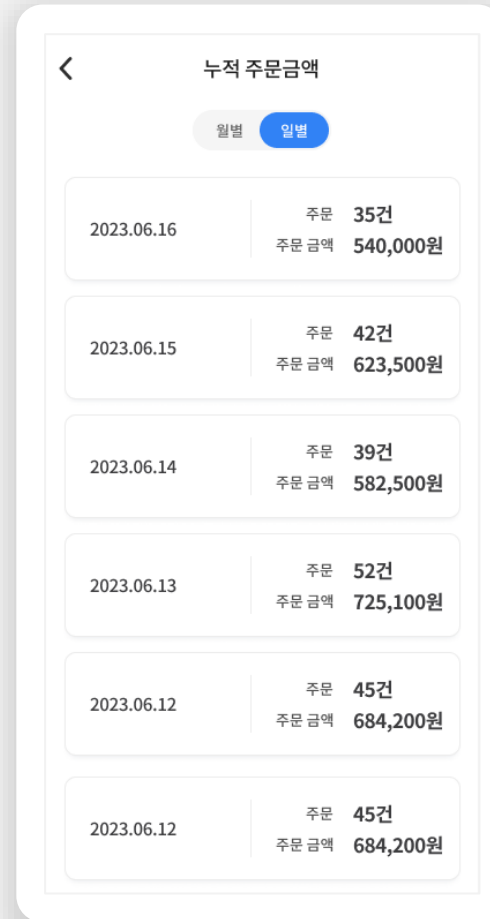 누적 주문금액
월별 일별
2023.06.16
주문 35건
주문 금액 540,000원
2023.06.15
주문 42건
주문 금액 623,500원
2023.06.14
주문 39건
주문 금액 582,500원
2023.06.13
주문 52건
주문 금액 725,100원
2023.06.12
주문 45건
주문 금액 684,200원
2023.06.12
주문 45건
주문 금액 684,200원